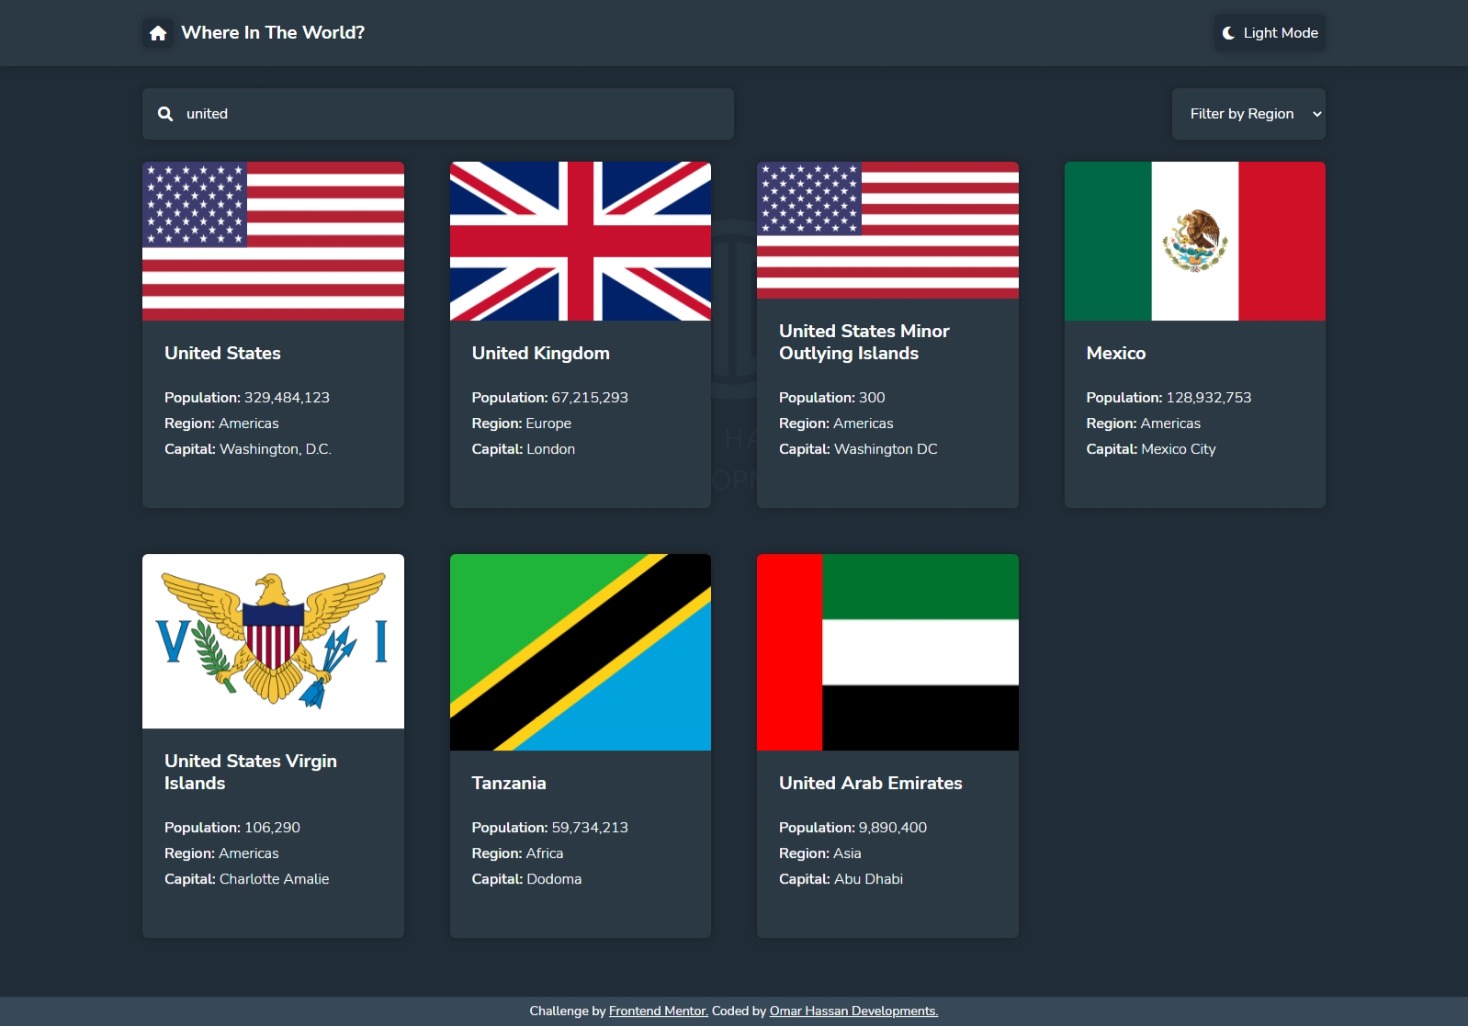 Where In The World?
Light Mode
united
Filter by Region
United States
Population: 329,484,123
Region: Americas
Capital: Washington, D.C.
United Kingdom
Population: 67,215,293
Region: Europe
Capital: London
United States Minor
Outlying Islands
Population: 300
Region: Americas
Capital: Washington DC
Mexico
Population: 128,932,753
Region: Americas
Capital: Mexico City
V I
United States Virgin
Islands
Population: 106,290
Region: Americas
Capital: Charlotte Amalie
Tanzania
Population: 59,734,213
Region: Africa
Capital: Dodoma
United Arab Emirates
Population: 9,890,400
Region: Asia
Capital: Abu Dhabi
Challenge by Frontend Mentor. Coded by Omar Hassan Developments.